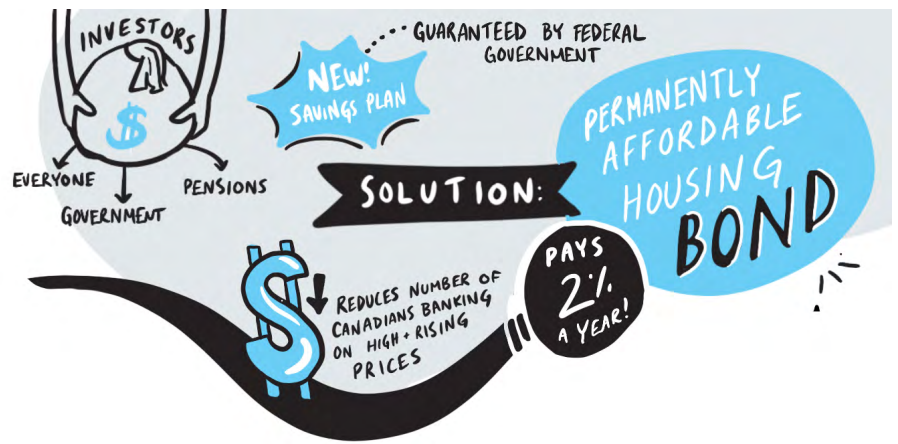 INVESTORS
$
EVERYONE
GOVERNMENT
PENSIONS
NEW!
SAVINGS PLAN
GUARANTEED BY FEDERAL
GOVERNMENT
SOLUTION:
PERMANENTLY
AFFORDABLE
HOUSING
BOND
PAYS
2%
A YEAR!
$
REDUCES NUMBER OF
CANADIANS BANKING
ON HIGH + RISING
PRICES